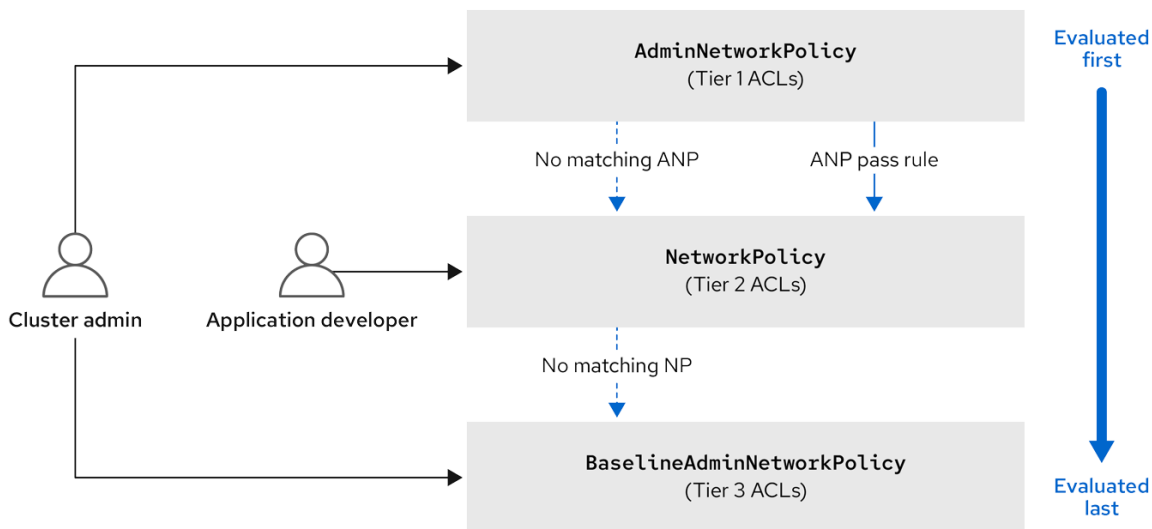 AdminNetworkPolicy
(Tier 1 ACLs)
Evaluated
first
No matching ANP
ANP pass rule
NetworkPolicy
(Tier 2 ACLs)
Cluster admin
Application developer
No matching NP
BaselineAdminNetworkPolicy
(Tier 3 ACLs)
Evaluated
last